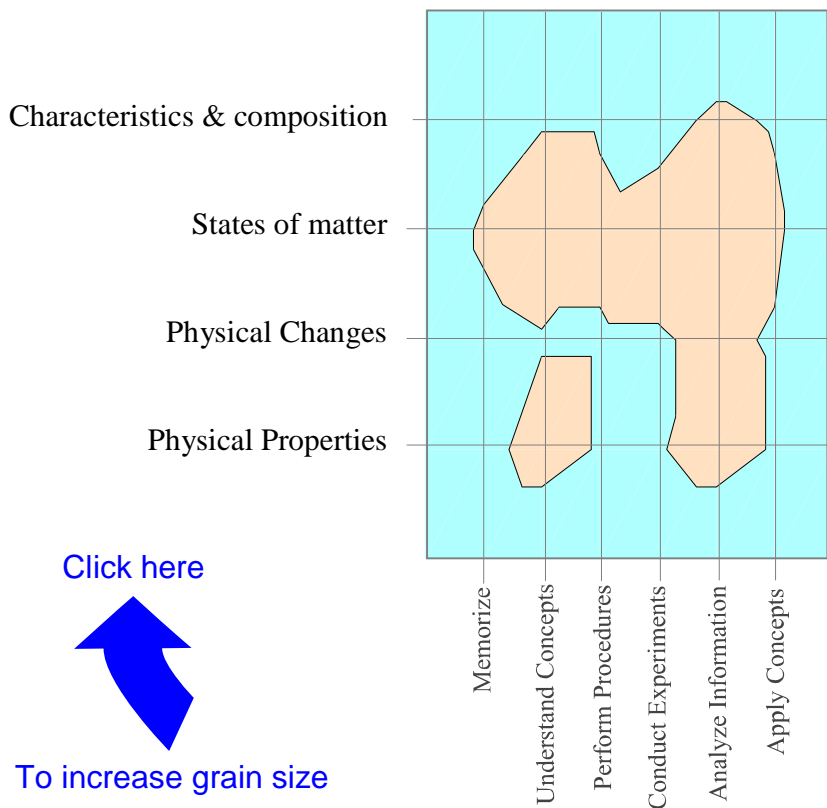 Characteristics & composition
States of matter
Physical Changes
Physical Properties
Click here
To increase grain size
Memorize
Understand Concepts
Perform Procedures
Conduct Experiments
Analyze Information
Apply Concepts